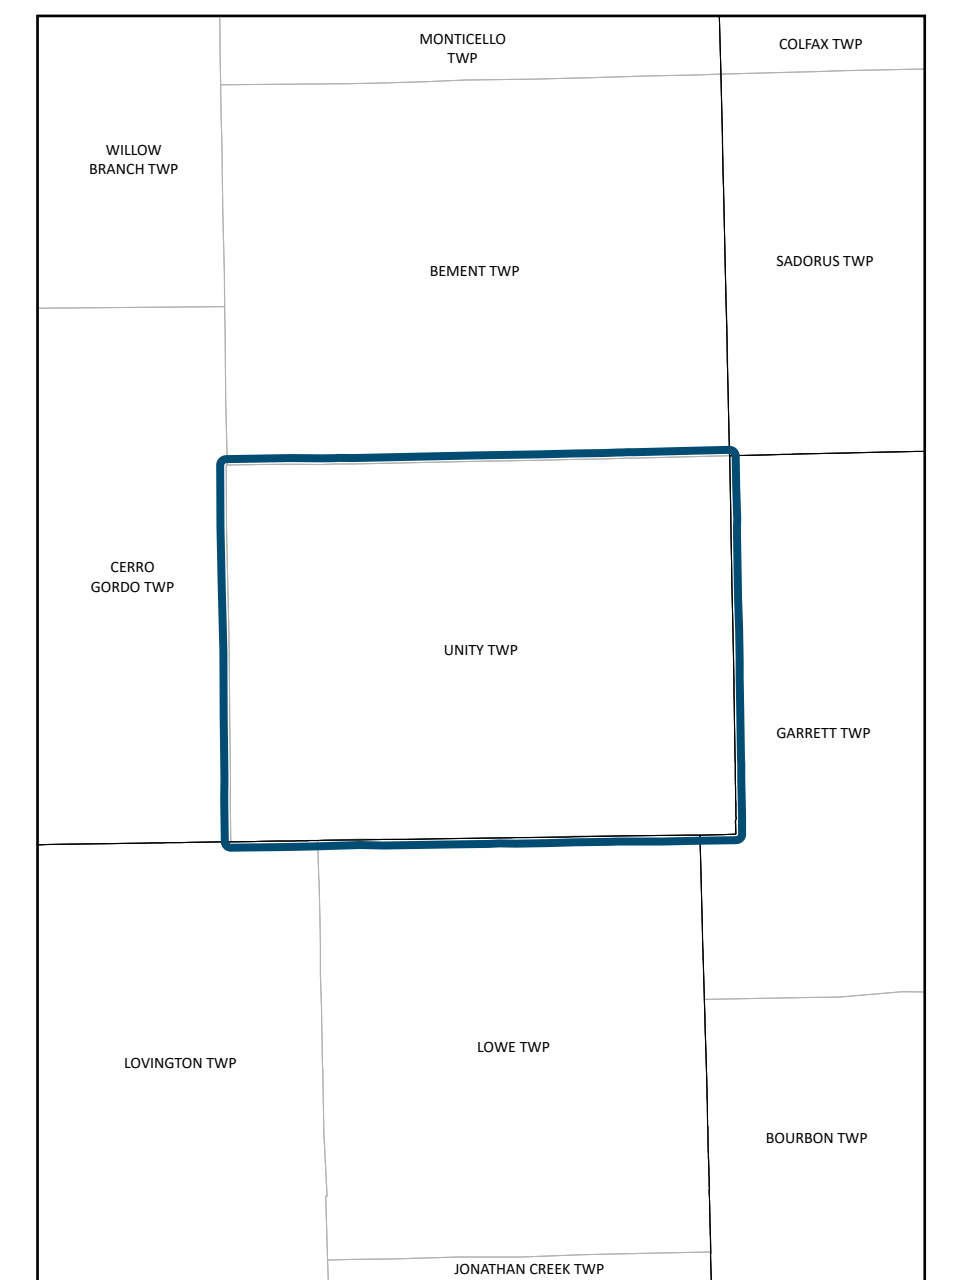 MONTICELLO
TWP
COLFAX TWP
WILLOW
BRANCH TWP
SADORUS TWP
BEMENT TWP
CERRO
GORDO TWP
UNITY TWP
GARRETT TWP
LOWE TWP
LOVINGTON TWP
BOURBON TWP
JONATHAN CREEK TWP